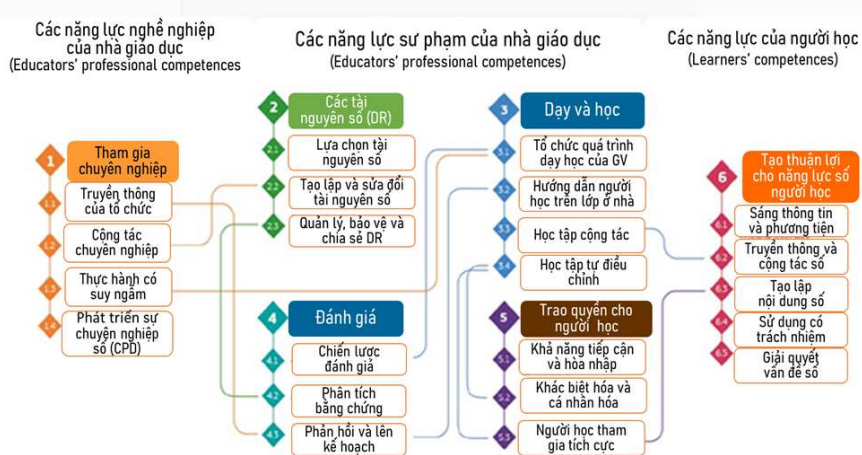 Các năng lực nghề nghiệp
của nhà giáo dục
(Educators' professional competences
Các năng lực sư phạm của nhà giáo dục
(Educators' professional competences)
Các năng lực của người học
(Learners' competences)
1
Tham gia
chuyên nghiệp
1.1
Truyền thông
của tổ chức
1.2
Cộng tác
chuyên nghiệp
1.3
Thực hành có
suy ngẫm
1.4
Phát triển sự
chuyên nghiệp
số (CPD)
2
Các tài
nguyên số (DR)
2.1
Lựa chọn tài
nguyên số
2.2
Tạo lập và sửa đổi
tài nguyên số
2.3
Quản lý, bảo vệ và
chía sẻ DR
3
Dạy và học
3.1
Tổ chức quá trình
dạy học của GV
3.2
Hướng dẫn người
học trên lớp ở nhà
3.3
Học tập cộng tác
3.4
Học tập tự điều
chỉnh
4
Đánh giá
4.1
Chiến lược
đánh giá
4.2
Phân tích
bằng chứng
4.3
Phản hồi và lên
kế hoạch
5
Trao quyền cho
người học
5.1
Khả năng tiếp cận
và hòa nhập
5.2
Khác biệt hóa và
cá nhân hóa
5.3
Người học tham
gia tích cực
6
Tạo thuận lợi
cho năng lực số
người học
6.1
Sáng thông tin
và phương tiện
6.2
Truyền thông và
cộng tác số
6.3
Tạo lập
nội dung số
6.4
Sử dụng có
trách nhiệm
6.5
Giải quyết
vấn đề số